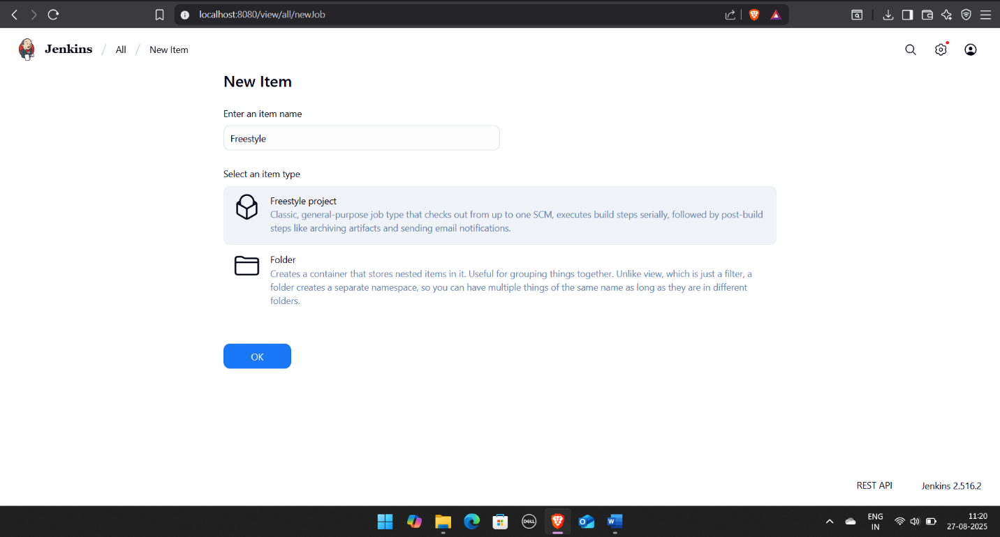 localhost:8080/view/all/newJob
Jenkins / All / New Item
New Item
Enter an item name
Freestyle
Select an item type
Freestyle project
Classic, general-purpose job type that checks out from up to one SCM, executes build steps serially, followed by post-build
steps like archiving artifacts and sending email notifications.
Folder
Creates a container that stores nested items in it. Useful for grouping things together. Unlike view, which is just a filter, a
folder creates a separate namespace, so you can have multiple things of the same name as long as they are in different
folders.
OK
REST API Jenkins 2.516.2
DELL
ENG
IN
11:20
27-08-2025